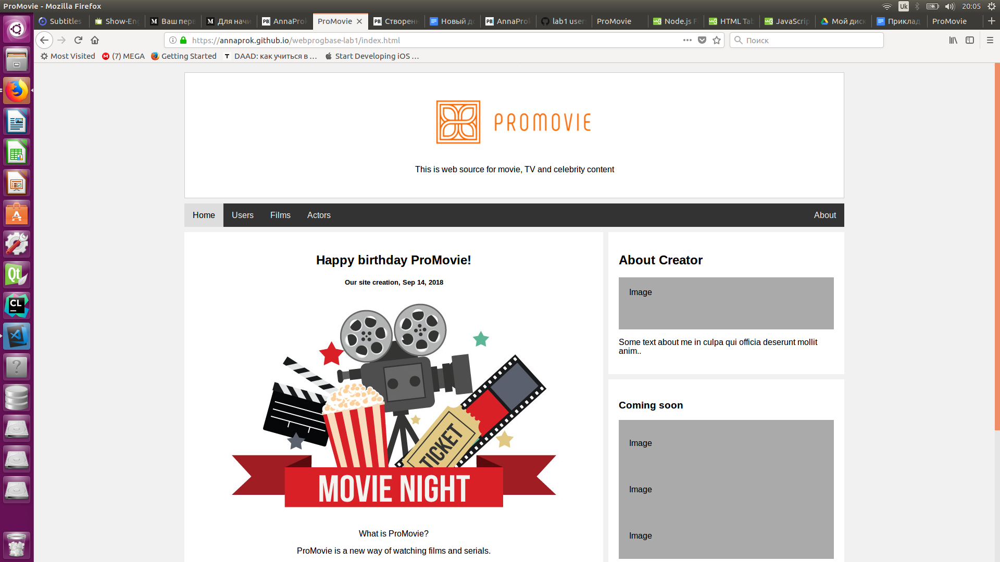 ProMovie - Mozilla Firefox
Uk
20:05
Subtitles
Show-Eng
Ваш пер
Для начи
AnnaProk
ProMovie
Створенн
Новый до
AnnaProk
lab1 user
ProMovie
Node.js F
HTML Tab
JavaScrip
Мой диск
Приклад
ProMovie
https://annaprok.github.io/webprogbase-lab1/index.html
Поиск
Most Visited
(7) MEGA
Getting Started
DAAD: как учиться в …
Start Developing iOS …
PROMOVIE
This is web source for movie, TV and celebrity content
Home
Users
Films
Actors
About
Happy birthday ProMovie!
Our site creation, Sep 14, 2018
TICKET
MOVIE NIGHT
What is ProMovie?
ProMovie is a new way of watching films and serials.
About Creator
Image
Some text about me in culpa qui officia deserunt mollit
anim..
Coming soon
Image
Image
Image